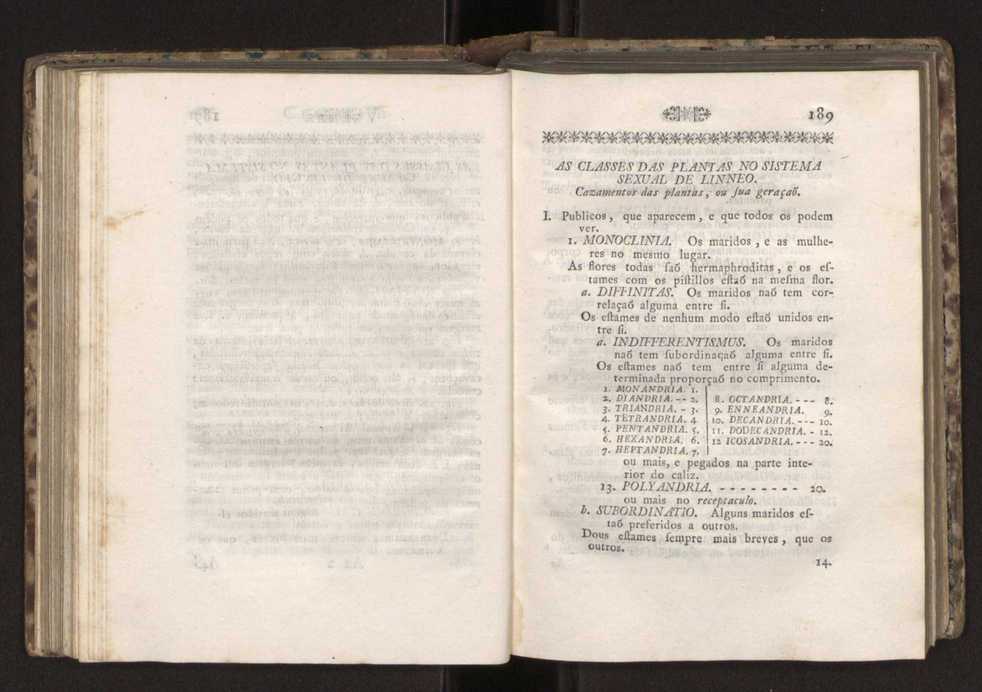 189
AS CLASSES DAS PLANTAS NO SISTEMA
SEXUAL DE LINNEO.
Cazamentos das plantas, ou ſua geraçaõ.
I. Publicos, que aparecem, e que todos os podem
ver.
1. MONOCLINIA. Os maridos, e as mulhe-
res no mesmo lugar.
As flores todas ſaõ hermaphroditas, e os eſ-
tames com os piſtillos eſtaõ na meſma flor.
a. DIFFINITAS. Os maridos naõ tem cor-
relaçaõ alguma entre ſi.
Os eſtames de nenhum modo eſtaõ unidos en-
tre ſi.
a. INDIFFERENTISMUS. Os maridos
naõ tem ſubordinaçaõ alguma entre ſi.
Os eſtames naõ tem entre ſi alguma de-
terminada proporçaõ no comprimento.
1. MONANDRIA. 1.
2. DIANDRIA. -- 2.
3. TRIANDRIA. - 3.
4. TETRANDRIA. 4
5. PENTANDRIA. 5.
6. HEXANDRIA. 6.
7. HEPTANDRIA. 7.
8. OCTANDRIA. --- 8.
9. ENNEANDRIA. 9.
10. DECANDRIA. --- 10.
11. DODECANDRIA. - 12.
12 ICOSANDRIA. --- 20.
ou mais, e pegados na parte inte-
rior do caliz.
13. POLYANDRIA. -------- 20.
ou mais no receptaculo.
b. SUBORDINATIO. Alguns maridos eſ-
taõ preferidos a outros.
Dous eſtames ſempre mais breves, que os
outros.
14.